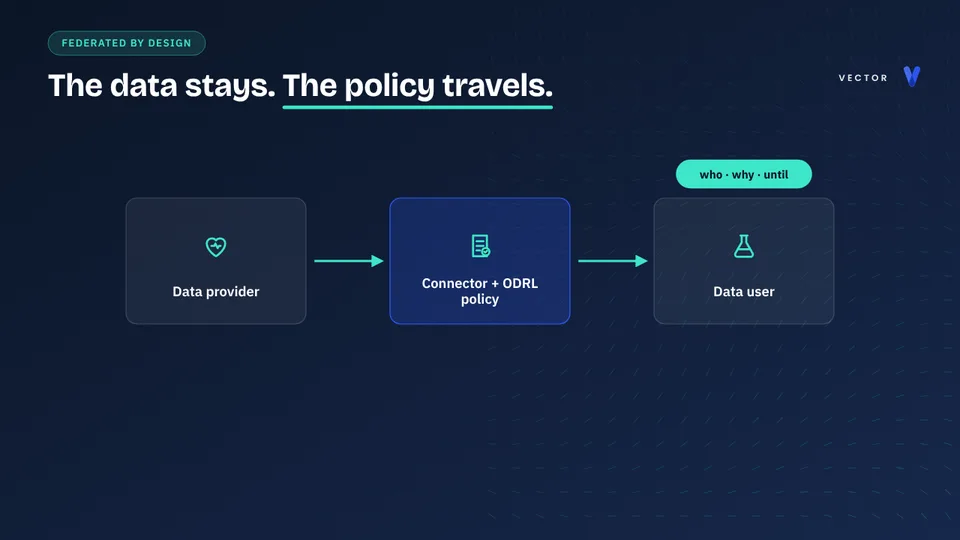 FEDERATED BY DESIGN
The data stays. The policy travels.
VECTOR
who · why · until
Data provider
Connector + ODRL
policy
Data user